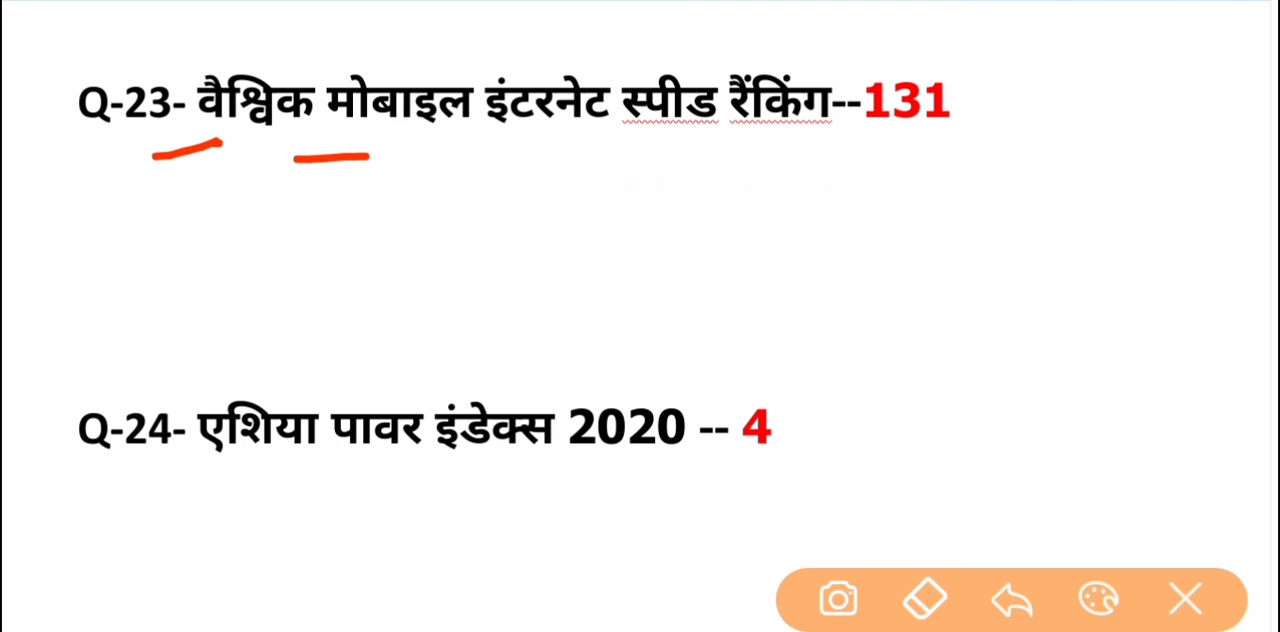 Q-23- वैश्विक मोबाइल इंटरनेट स्पीड रैंकिंग--131
Q-24- एशिया पावर इंडेक्स 2020 -- 4